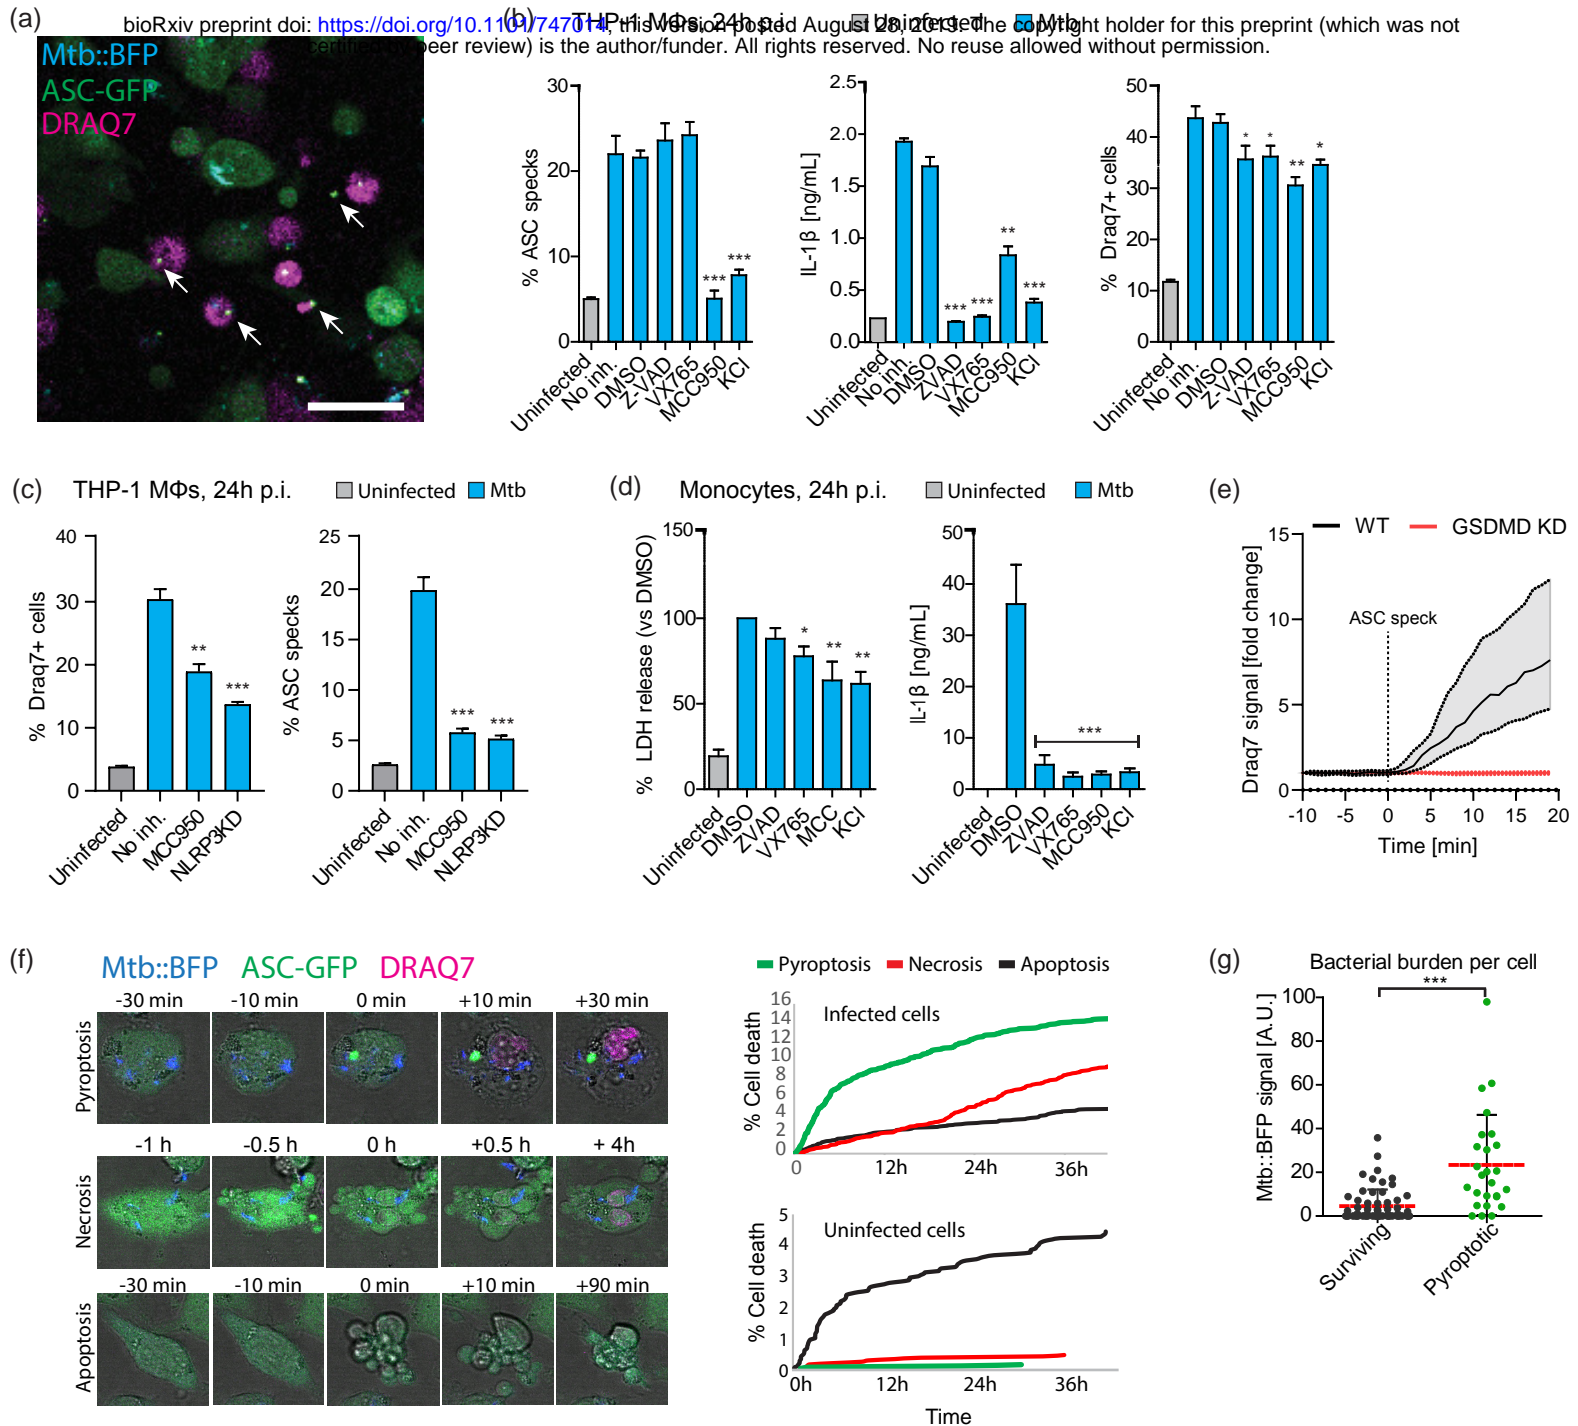 bioRxiv preprint doi: https://doi.org/10.1101/747014; this version posted August 28, 2019. The copyright holder for this preprint (which was not
certified by peer review) is the author/funder. All rights reserved. No reuse allowed without permission.
(a)
Mtb::BFP
ASC-GFP
DRAQ7
(b) THP-1 MΦs, 24h p.i. Uninfected Mtb
% ASC specks
30
20
10
0
*** ***
Uninfected No inh. DMSO Z-VAD VX765 MCC950 KCl
IL-1β [ng/mL]
2.5
2.0
1.5
1.0
0.5
0.0
*** *** ** ***
Uninfected No inh. DMSO ZVAD VX765 MCC950 KCl
% Draq7+ cells
50
40
30
20
10
0
* * ** *
Uninfected No inh. DMSO Z-VAD VX765 MCC950 KCl
(c) THP-1 MΦs, 24h p.i. Uninfected Mtb
% Draq7+ cells
40
30
20
10
0
** ***
Uninfected No inh. MCC950 NLRP3KD
% ASC specks
25
20
15
10
5
0
*** ***
Uninfected No inh. MCC950 NLRP3KD
(d) Monocytes, 24h p.i. Uninfected Mtb
% LDH release (vs DMSO)
150
100
50
0
* ** **
Uninfected DMSO ZVAD VX765 MCC KCl
IL-1β [ng/mL]
50
40
30
20
10
0
***
Uninfected DMSO ZVAD VX765 MCC950 KCl
(e)
WT GSDMD KD
Draq7 signal [fold change]
15
10
5
0
ASC speck
-10 -5 0 5 10 15 20
Time [min]
(f)
Mtb::BFP ASC-GFP DRAQ7
-30 min -10 min 0 min +10 min +30 min
Pyroptosis
-1 h -0.5 h 0 h +0.5 h + 4h
Necrosis
-30 min -10 min 0 min +10 min +90 min
Apoptosis
Pyroptosis Necrosis Apoptosis
% Cell death
16
14
12
10
8
6
4
2
0
Infected cells
0 12h 24h 36h
% Cell death
5
4
3
2
1
0
Uninfected cells
0h 12h 24h 36h
Time
(g)
Bacterial burden per cell
***
Mtb::BFP signal [A.U.]
100
80
60
40
20
0
Surviving Pyroptotic